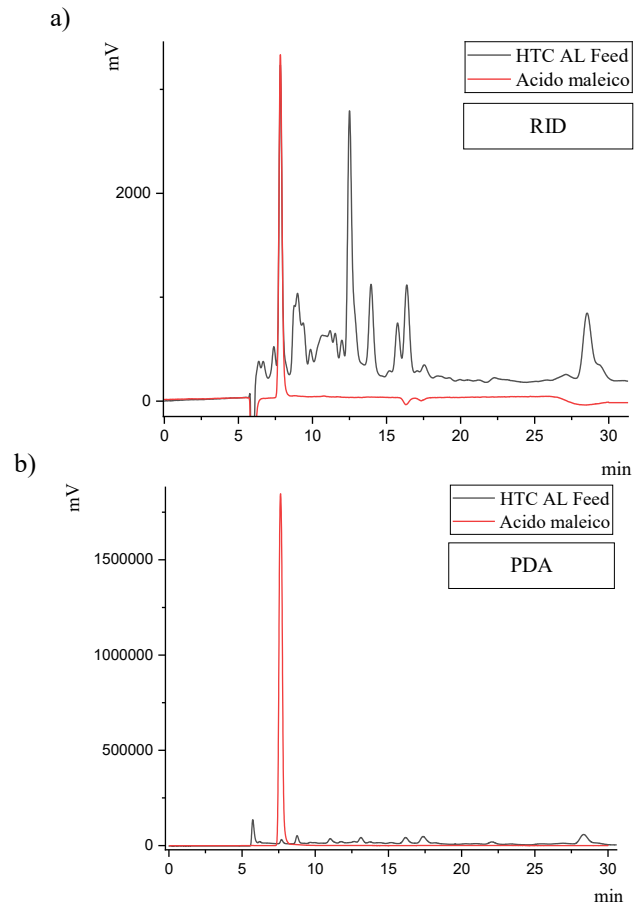 a)
mV
HTC AL Feed
Acido maleico
RID
2000
0
0 5 10 15 20 25 30
min
b)
mV
HTC AL Feed
Acido maleico
PDA
1500000
1000000
500000
0
0 5 10 15 20 25 30
min